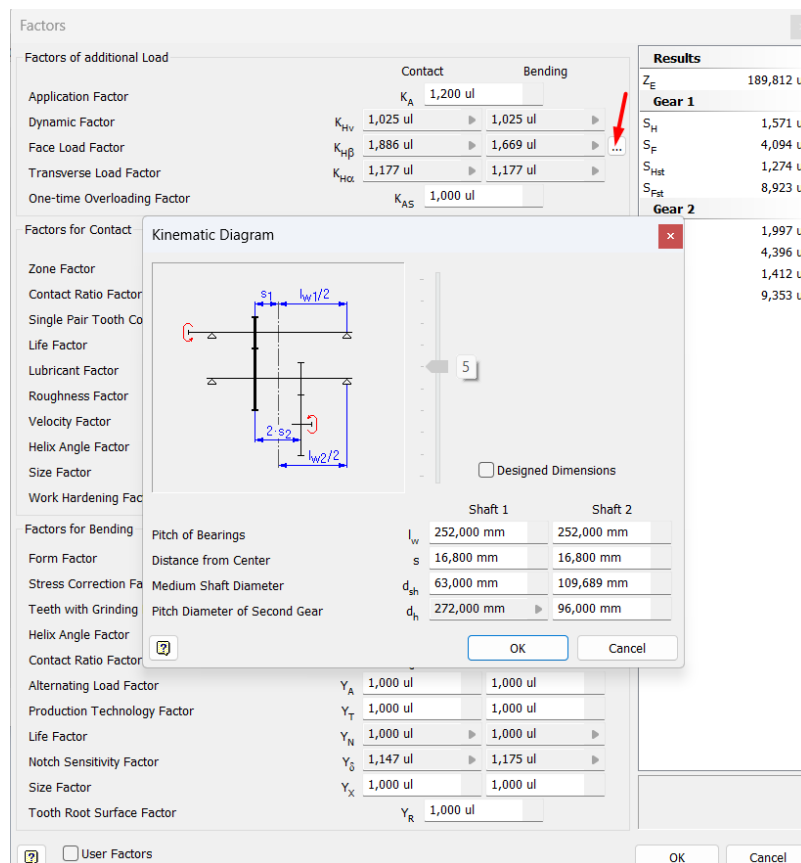 Factors
Factors of additional Load
Contact Bending
Application Factor KA 1,200 ul
Dynamic Factor KHv 1,025 ul 1,025 ul
Face Load Factor KHβ 1,886 ul 1,669 ul ...
Transverse Load Factor KHα 1,177 ul 1,177 ul
One-time Overloading Factor KAS 1,000 ul
Results
ZE 189,812 u
Gear 1
SH 1,571 u
SF 4,094 u
SHst 1,274 u
SFst 8,923 u
Gear 2
1,997 u
4,396 u
1,412 u
9,353 u
Factors for Contact
Zone Factor
Contact Ratio Factor
Single Pair Tooth Co
Life Factor
Lubricant Factor
Roughness Factor
Velocity Factor
Helix Angle Factor
Size Factor
Work Hardening Fac
Kinematic Diagram
s1 lw1/2
2·s2
lw2/2
5
Designed Dimensions
Shaft 1 Shaft 2
Pitch of Bearings lw 252,000 mm 252,000 mm
Distance from Center s 16,800 mm 16,800 mm
Medium Shaft Diameter dsh 63,000 mm 109,689 mm
Pitch Diameter of Second Gear dh 272,000 mm 96,000 mm
? OK Cancel
Factors for Bending
Form Factor
Stress Correction Fa
Teeth with Grinding
Helix Angle Factor
Contact Ratio Factor
Alternating Load Factor YA 1,000 ul 1,000 ul
Production Technology Factor YT 1,000 ul 1,000 ul
Life Factor YN 1,000 ul 1,000 ul
Notch Sensitivity Factor Yδ 1,147 ul 1,175 ul
Size Factor YX 1,000 ul 1,000 ul
Tooth Root Surface Factor YR 1,000 ul
? User Factors OK Cancel